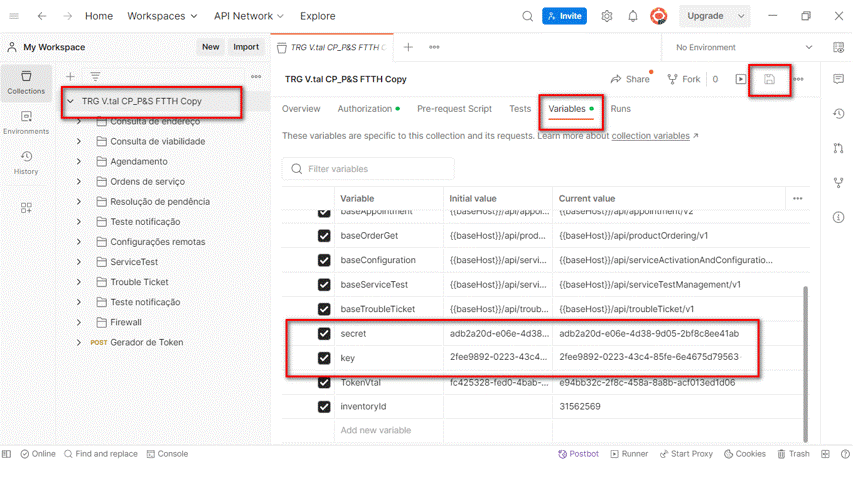 Home Workspaces API Network Explore Invite Upgrade
My Workspace New Import TRG V.tal CP_P&S FTTH C No Environment
Collections
Environments
History
TRG V.tal CP_P&S FTTH Copy
Consulta de endereço
Consulta de viabilidade
Agendamento
Ordens de serviço
Resolução de pendência
Teste notificação
Configurações remotas
ServiceTest
Trouble Ticket
Teste notificação
Firewall
POST Gerador de Token
TRG V.tal CP_P&S FTTH Copy Share Fork 0
Overview Authorization Pre-request Script Tests Variables Runs
These variables are specific to this collection and its requests. Learn more about collection variables ↗
Filter variables
Variable Initial value Current value
baseAppointment {{baseHost}}/api/appoi... {{baseHost}}/api/appointment/v2
baseOrderGet {{baseHost}}/api/prod... {{baseHost}}/api/productOrdering/v1
baseConfiguration {{baseHost}}/api/servi... {{baseHost}}/api/serviceActivationAndConfiguratio...
baseServiceTest {{baseHost}}/api/servi... {{baseHost}}/api/serviceTestManagement/v1
baseTroubleTicket {{baseHost}}/api/troub... {{baseHost}}/api/troubleTicket/v1
secret adb2a20d-e06e-4d38... adb2a20d-e06e-4d38-9d05-2bf8c8ee41ab
key 2fee9892-0223-43c4... 2fee9892-0223-43c4-85fe-6e4675d79563
TokenVtal fc425328-fed0-4bab-... e94bb32c-2f8c-458a-8a8b-acf013ed1d06
inventoryId 31562569
Add new variable
Online Find and replace Console Postbot Runner Start Proxy Cookies Trash